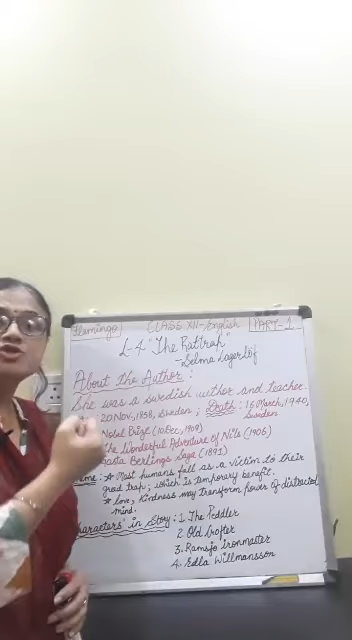 Flamingo CLASS XII- English PART-1
L-4 "The Rattrap"
-Selma Lagerlöf
About the Author:
She was a Swedish author and teacher.
20 Nov, 1858, Sweden; Death: 16 March, 1940,
Sweden
Nobel Prize (10 Dec, 1909)
The Wonderful Adventure of Nils (1906)
Gosta Berlings Saga (1891)
* Most humans fall as a victim to their
greed trap; which is temporary benefit.
* Love, Kindness may transform power of distracted
mind.
Characters in Story: 1. The Peddler
2. Old Crofter
3. Ramsjo Ironmaster
4. Edla Willmansson